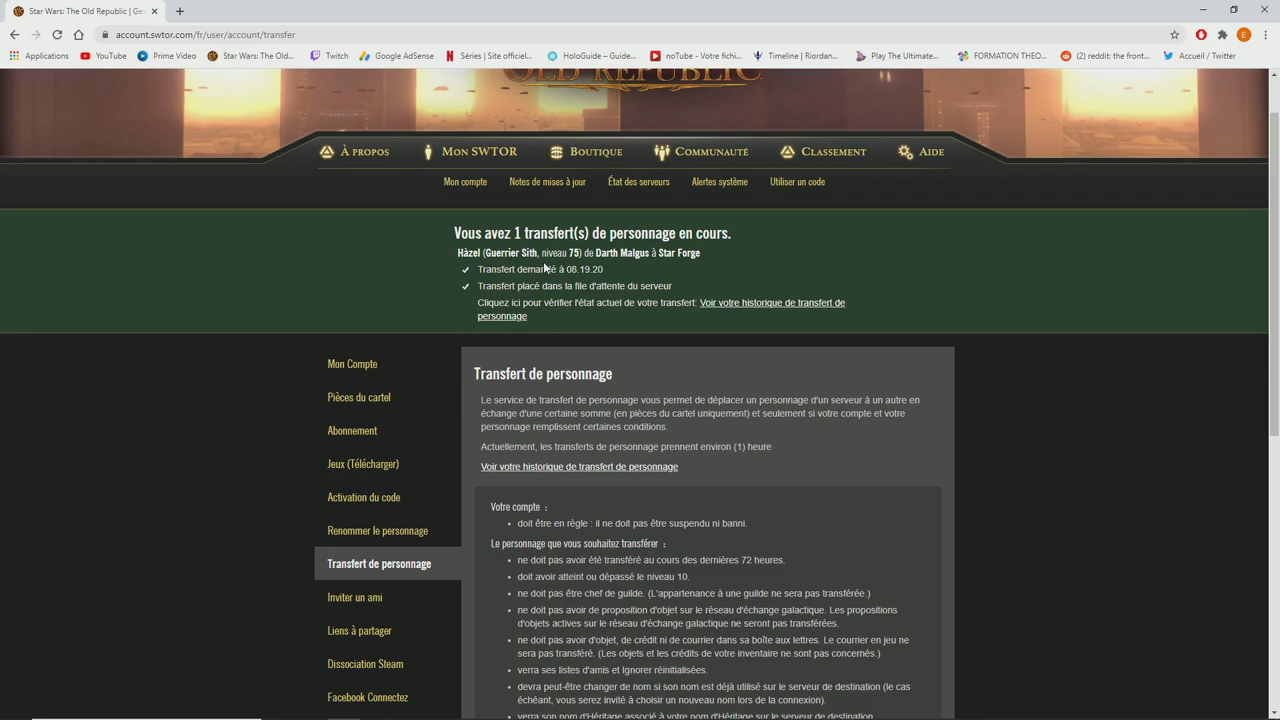 Star Wars: The Old Republic | Ge
account.swtor.com/fr/user/account/transfer
Applications YouTube Prime Video Star Wars: The Old... Twitch Google AdSense Séries | Site officiel... HoloGuide – Guide... noTube - Votre fichi... Timeline | Riordan... Play The Ultimate... FORMATION THEO... (2) reddit: the front... Accueil / Twitter
OLD REPUBLIC
À PROPOS MON SWTOR BOUTIQUE COMMUNAUTÉ CLASSEMENT AIDE
Mon compte Notes de mises à jour État des serveurs Alertes système Utiliser un code
Vous avez 1 transfert(s) de personnage en cours.
Hàzel (Guerrier Sith, niveau 75) de Darth Malgus à Star Forge
Transfert demandé à 08.19.20
Transfert placé dans la file d'attente du serveur
Cliquez ici pour vérifier l'état actuel de votre transfert: Voir votre historique de transfert de
personnage
Mon Compte
Pièces du cartel
Abonnement
Jeux (Télécharger)
Activation du code
Renommer le personnage
Transfert de personnage
Inviter un ami
Liens à partager
Dissociation Steam
Facebook Connectez
Transfert de personnage
Le service de transfert de personnage vous permet de déplacer un personnage d'un serveur à un autre en
échange d'une certaine somme (en pièces du cartel uniquement) et seulement si votre compte et votre
personnage remplissent certaines conditions.
Actuellement, les transferts de personnage prennent environ (1) heure
Voir votre historique de transfert de personnage
Votre compte :
• doit être en règle : il ne doit pas être suspendu ni banni.
Le personnage que vous souhaitez transférer :
• ne doit pas avoir été transféré au cours des dernières 72 heures.
• doit avoir atteint ou dépassé le niveau 10.
• ne doit pas être chef de guilde. (L'appartenance à une guilde ne sera pas transférée.)
• ne doit pas avoir de proposition d'objet sur le réseau d'échange galactique. Les propositions
d'objets actives sur le réseau d'échange galactique ne seront pas transférées.
• ne doit pas avoir d'objet, de crédit ni de courrier dans sa boîte aux lettres. Le courrier en jeu ne
sera pas transféré. (Les objets et les crédits de votre inventaire ne sont pas concernés.)
• verra ses listes d'amis et Ignorer réinitialisées.
• devra peut-être changer de nom si son nom est déjà utilisé sur le serveur de destination (le cas
échéant, vous serez invité à choisir un nouveau nom lors de la connexion).
• verra son nom d'Héritage associé à votre nom d'Héritage sur le serveur de destination